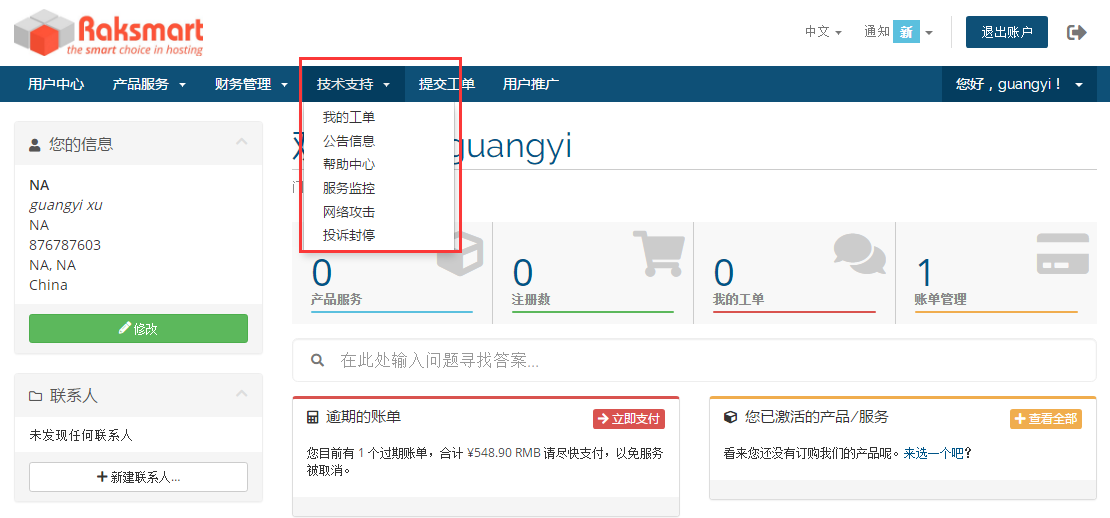 Raksmart
the smart choice in hosting
中文
通知 新
退出账户
用户中心 产品服务 财务管理 技术支持 提交工单 用户推广 您好，guangyi！
我的工单
公告信息
帮助中心
服务监控
网络攻击
投诉封停
您的信息
NA
guangyi xu
NA
876787603
NA, NA
China
修改
联系人
未发现任何联系人
新建联系人...
guangyi
0
产品服务
0
注册数
0
我的工单
1
账单管理
在此处输入问题寻找答案...
逾期的账单
立即支付
您目前有 1 个过期账单，合计 ¥548.90 RMB 请尽快支付，以免服务
被取消。
您已激活的产品/服务
查看全部
看来您还没有订购我们的产品呢。来选一个吧？